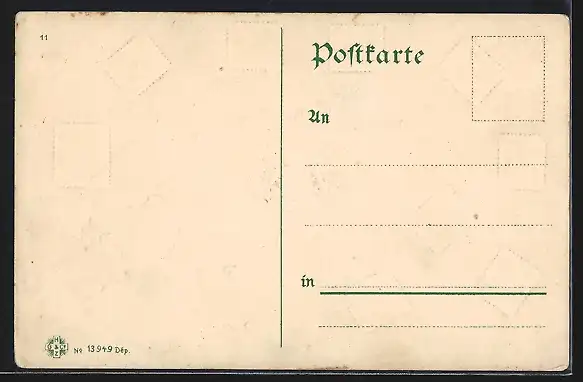 11
Poſtkarte
An
in
No 13949 Dép.